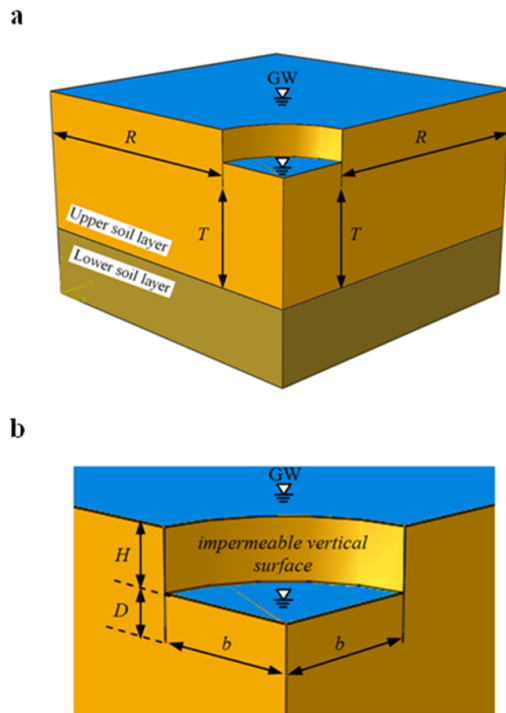 a
GW
R
R
T
T
Upper soil layer
Lower soil layer
b
GW
H
impermeable vertical
surface
D
b
b